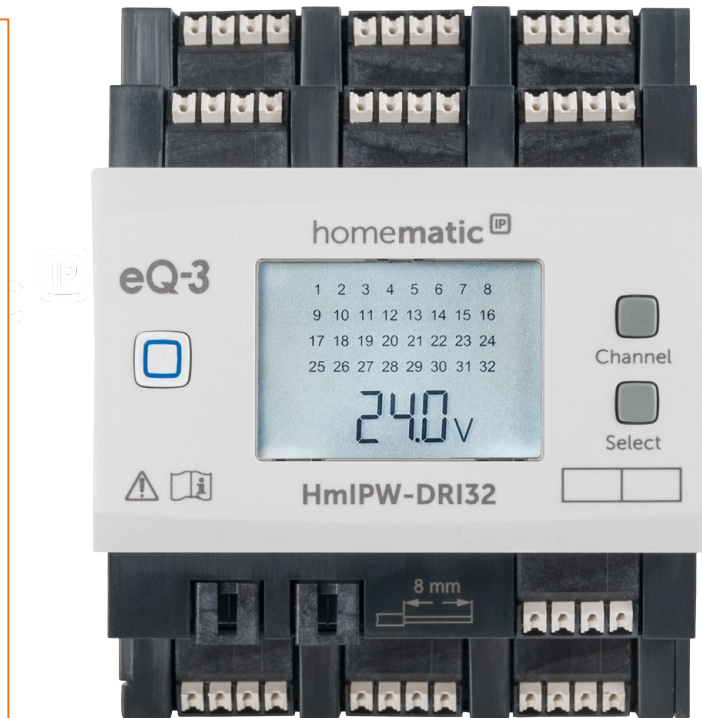 homematic IP
eQ-3
IP
1 2 3 4 5 6 7 8
9 10 11 12 13 14 15 16
17 18 19 20 21 22 23 24
25 26 27 28 29 30 31 32
24.0 V
Channel
Select
HmIPW-DRI32
8 mm